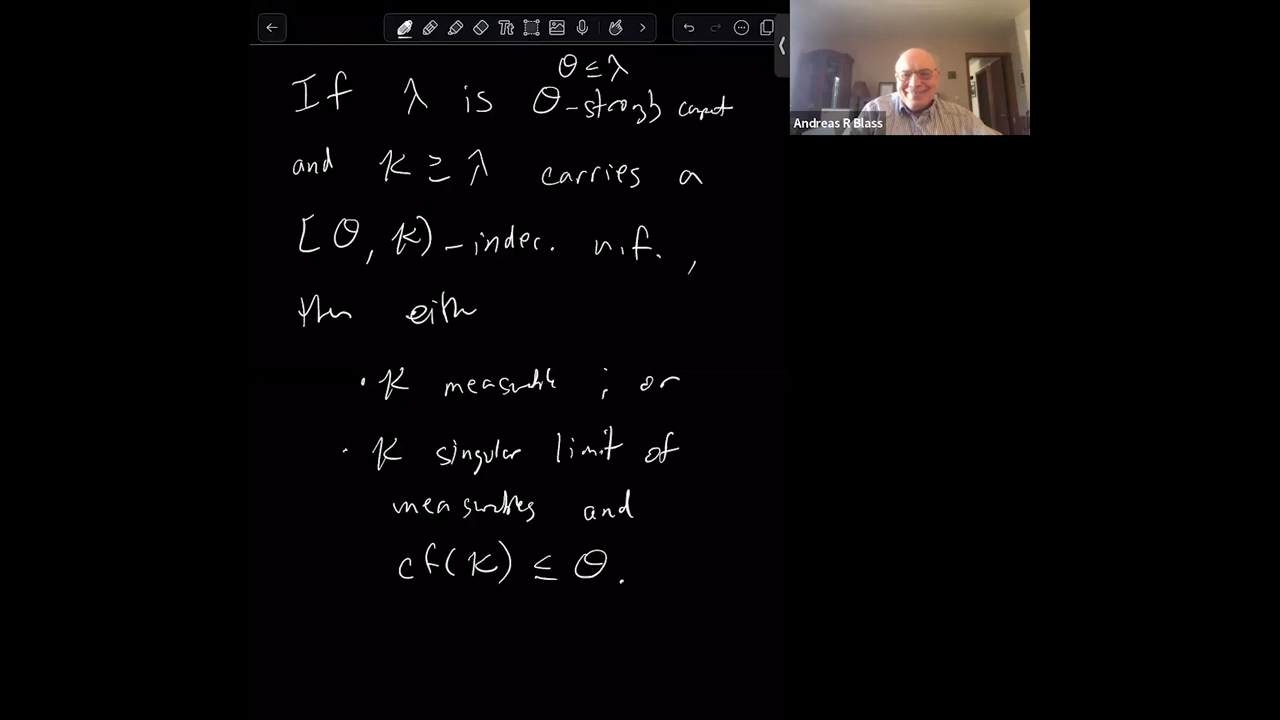 θ ≤ λ
If λ is θ-strongly compact
and κ ≥ λ carries a
[θ, κ)-indec. u.f.,
then either
• κ measurable ; or
• κ singular limit of
measurables and
cf(κ) ≤ θ.
Tt
Andreas R Blass